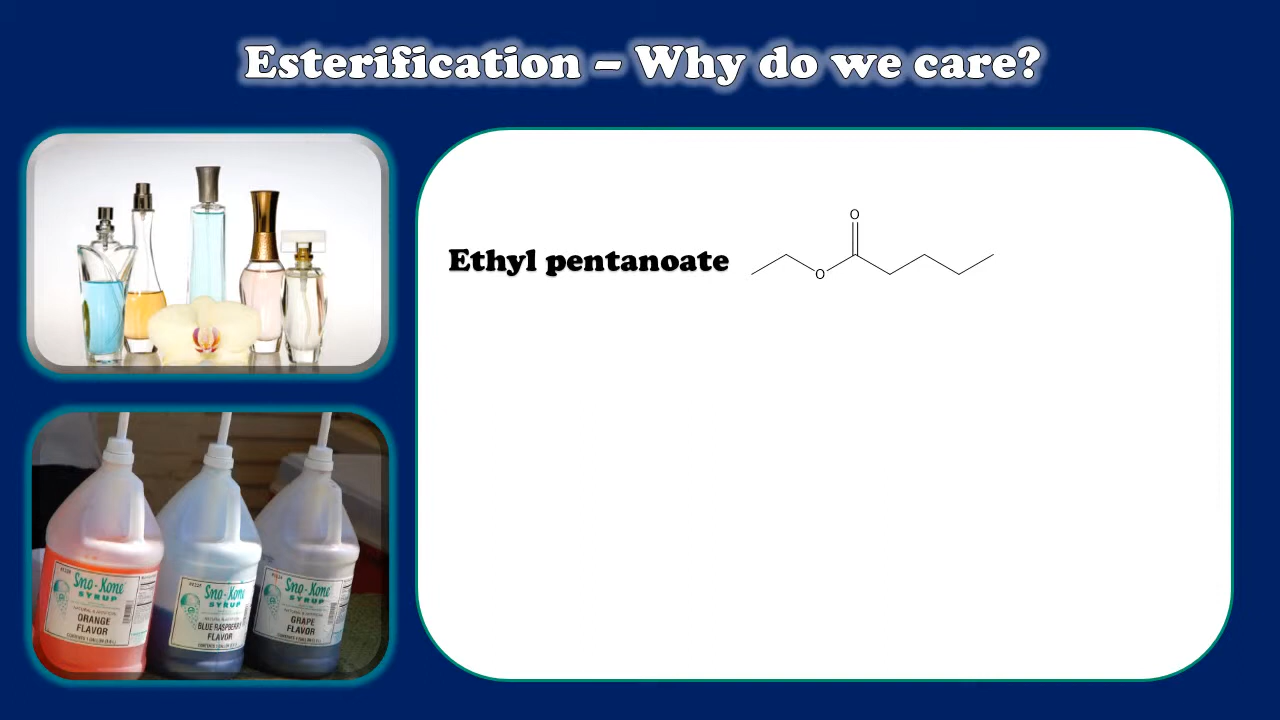 Esterification – Why do we care?
Ethyl pentanoate
O
O
Sno-Kone
SYRUP
ORANGE
FLAVOR
Sno-Kone
SYRUP
BLUE RASPBERRY
FLAVOR
Sno-Kone
SYRUP
GRAPE
FLAVOR